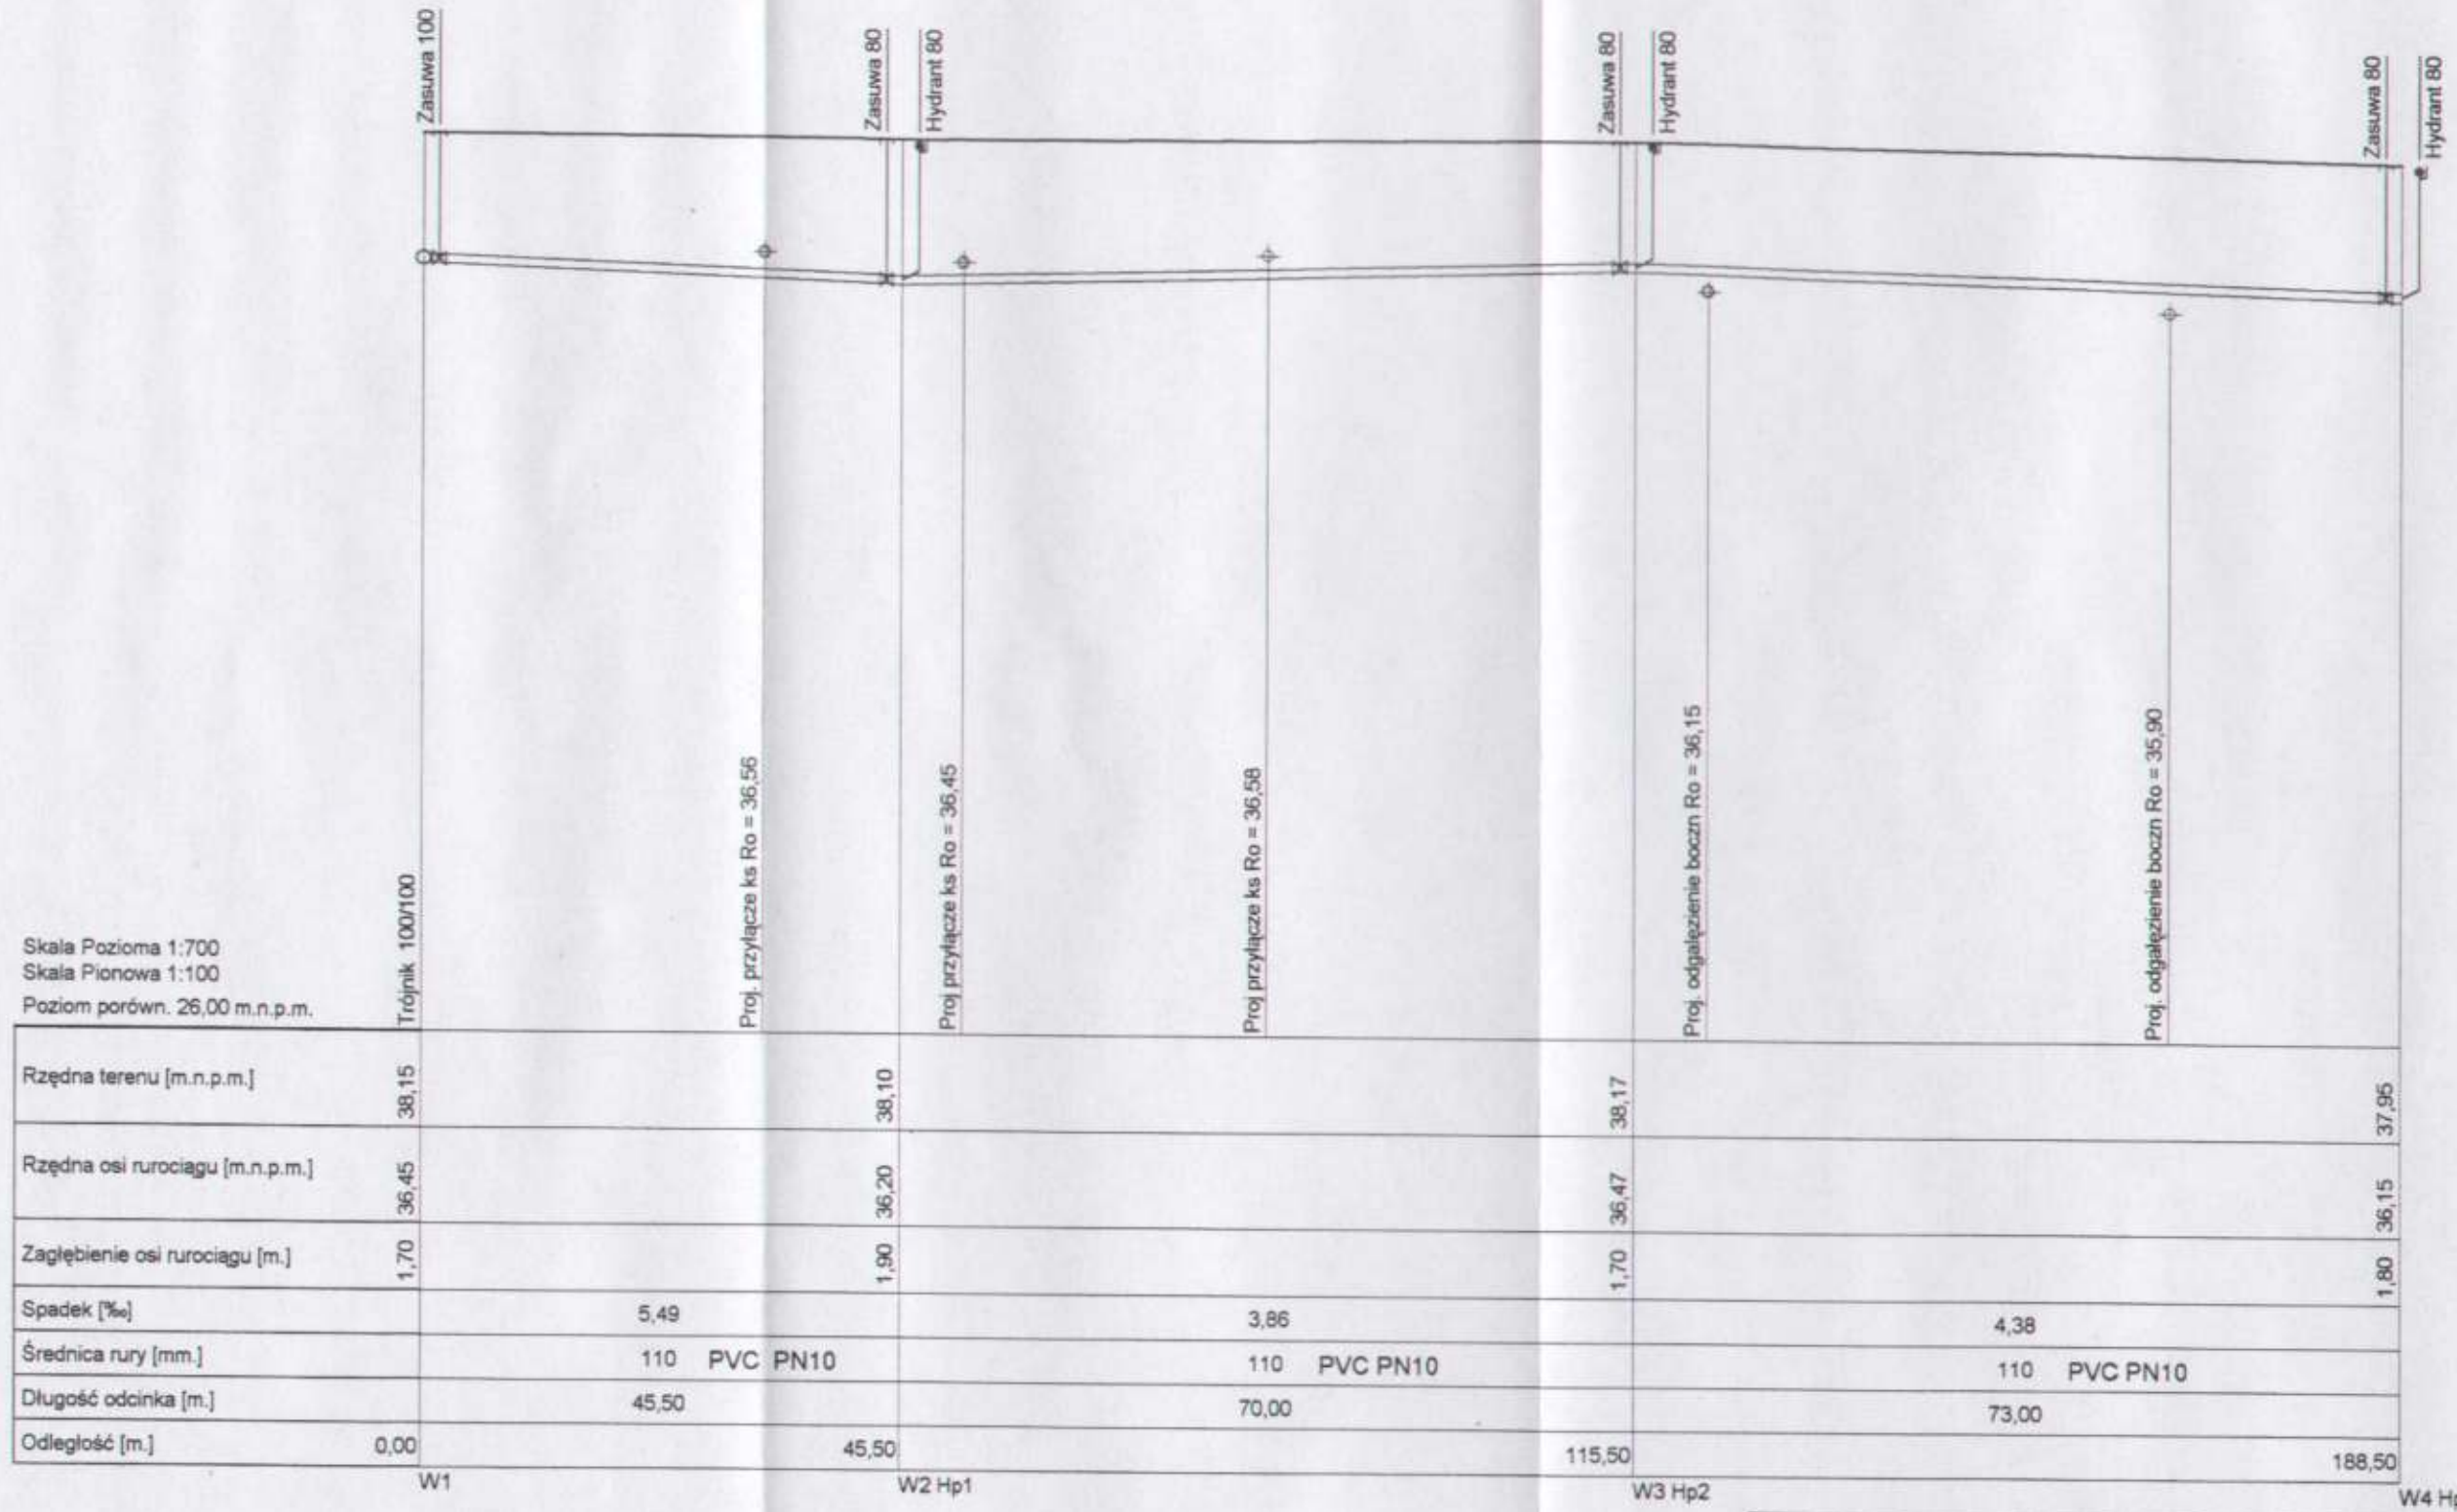 Zasuwa 100
Zasuwa 80
Hydrant 80
Zasuwa 80
Hydrant 80
Zasuwa 80
Hydrant 80
Trójnik 100/100
Proj. przyłącze ks Ro = 36,56
Proj przyłącze ks Ro = 36,45
Proj przyłącze ks Ro = 36,58
Proj. odgałęzienie boczn Ro = 36,15
Proj. odgałęzienie boczn Ro = 35,90
Skala Pozioma 1:700
Skala Pionowa 1:100
Poziom porówn. 26,00 m.n.p.m.
Rzędna terenu [m.n.p.m.] 38,15 38,10 38,17 37,95
Rzędna osi rurociągu [m.n.p.m.] 36,45 36,20 36,47 36,15
Zagłębienie osi rurociągu [m.] 1,70 1,90 1,70 1,80
Spadek [‰] 5,49 3,86 4,38
Średnica rury [mm.] 110 PVC PN10 110 PVC PN10 110 PVC PN10
Długość odcinka [m.] 45,50 70,00 73,00
Odległość [m.] 0,00 45,50 115,50 188,50
W1 W2 Hp1 W3 Hp2 W4